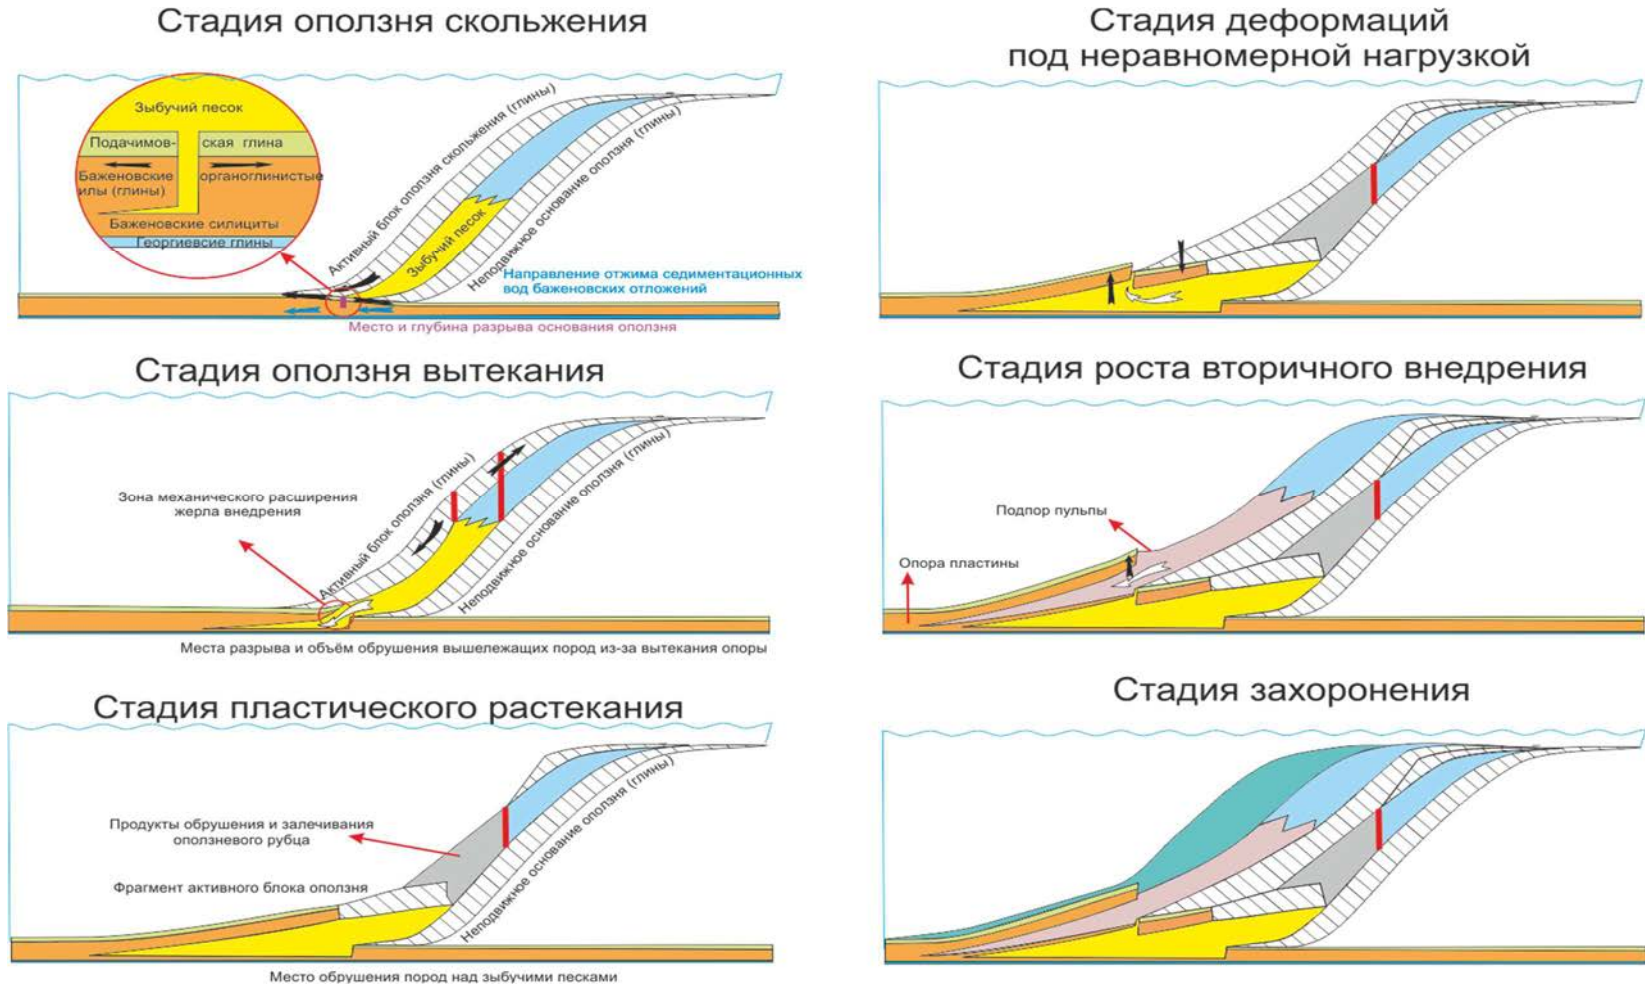 Стадия оползня скольжения
Зыбучий песок
Подачимов- ская глина
Баженовские органоглинистые
илы (глины)
Баженовские силициты
Георгиевсие глины
Активный блок оползня скольжения (глины)
Зыбучий песок
Неподвижное основание оползня (глины)
Направление отжима седиментационных
вод баженовских отложений
Место и глубина разрыва основания оползня
Стадия оползня вытекания
Зона механического расширения
жерла внедрения
Активный блок оползня (глины)
Неподвижное основание оползня (глины)
Места разрыва и объём обрушения вышележащих пород из-за вытекания опоры
Стадия пластического растекания
Продукты обрушения и залечивания
оползневого рубца
Фрагмент активного блока оползня
Неподвижное основание оползня (глины)
Место обрушения пород над зыбучими песками
Стадия деформаций
под неравномерной нагрузкой
Стадия роста вторичного внедрения
Подпор пульпы
Опора пластины
Стадия захоронения